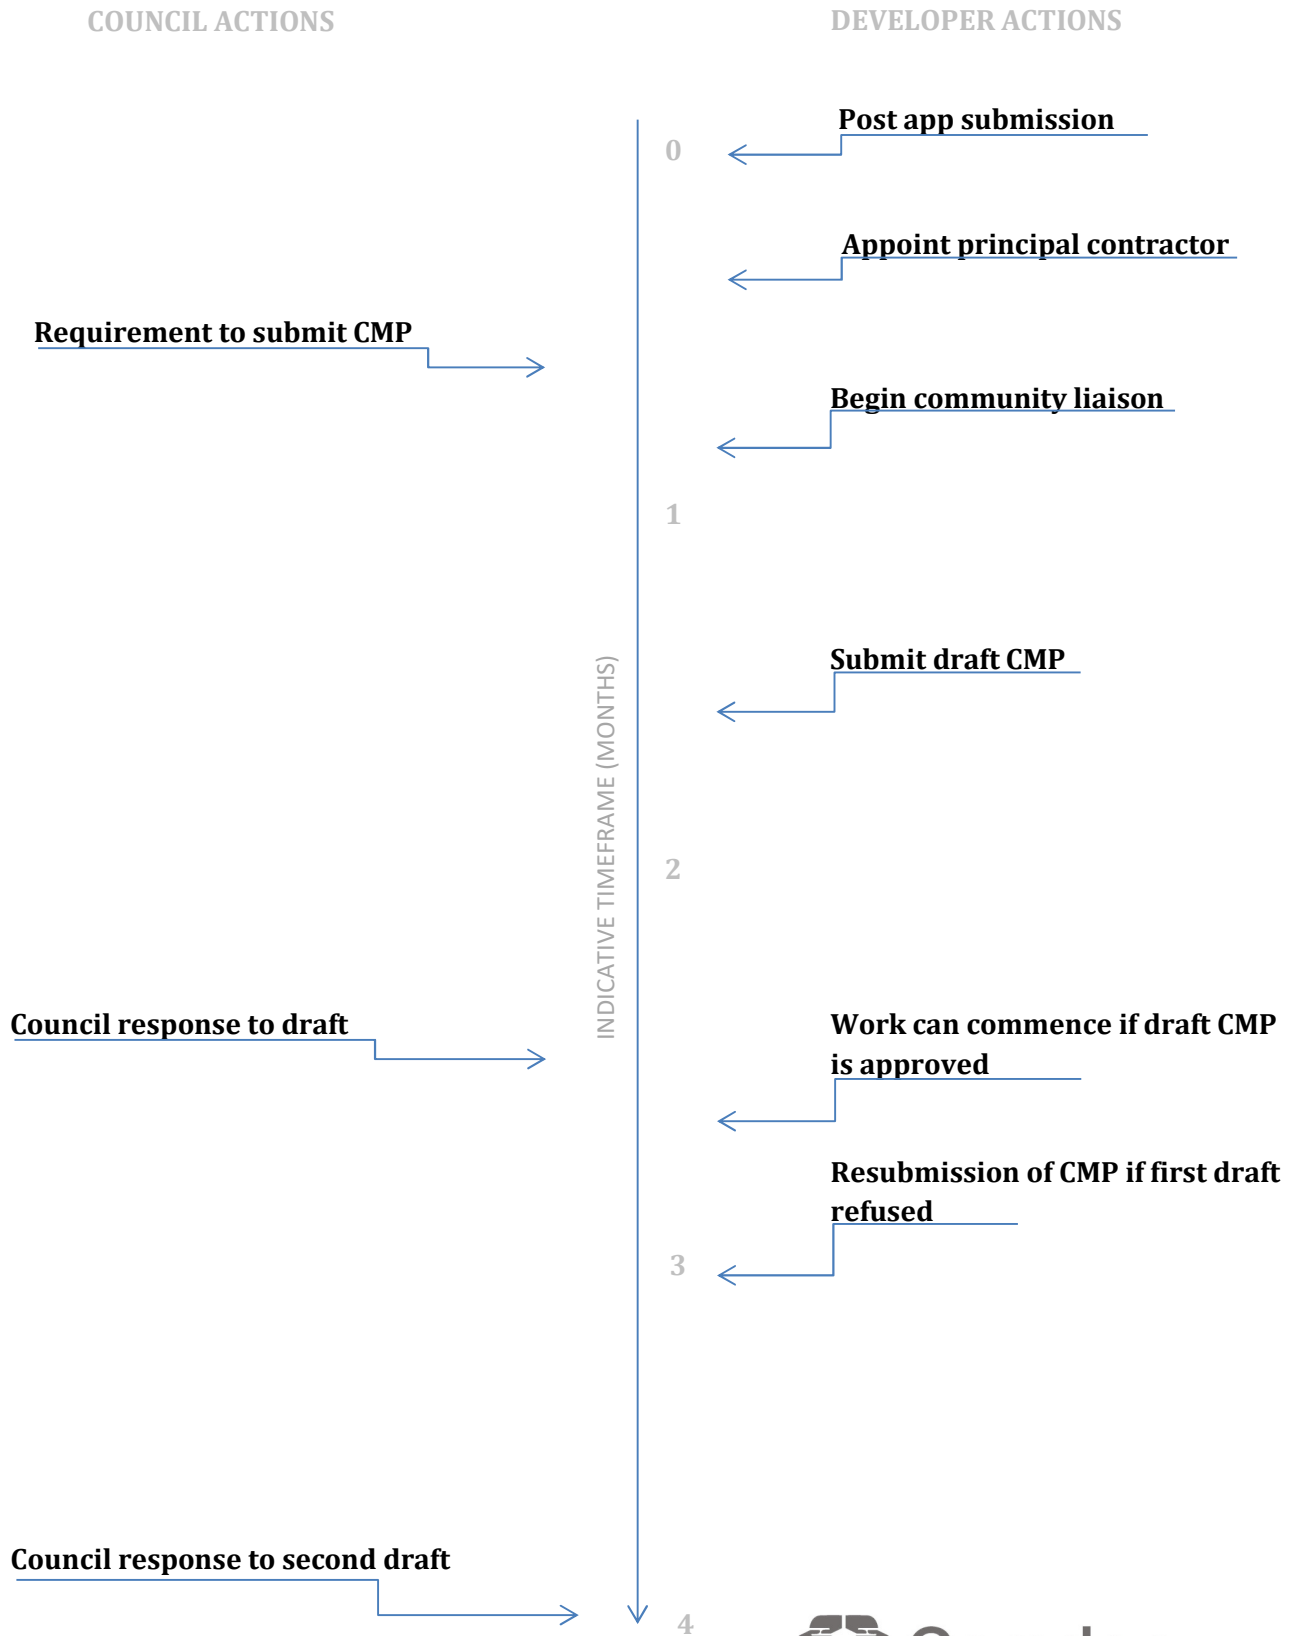 COUNCIL ACTIONS
DEVELOPER ACTIONS
Post app submission
0
Appoint principal contractor
Requirement to submit CMP
Begin community liaison
1
Submit draft CMP
INDICATIVE TIMEFRAME (MONTHS)
2
Council response to draft
Work can commence if draft CMP
is approved
Resubmission of CMP if first draft
refused
3
Council response to second draft
4